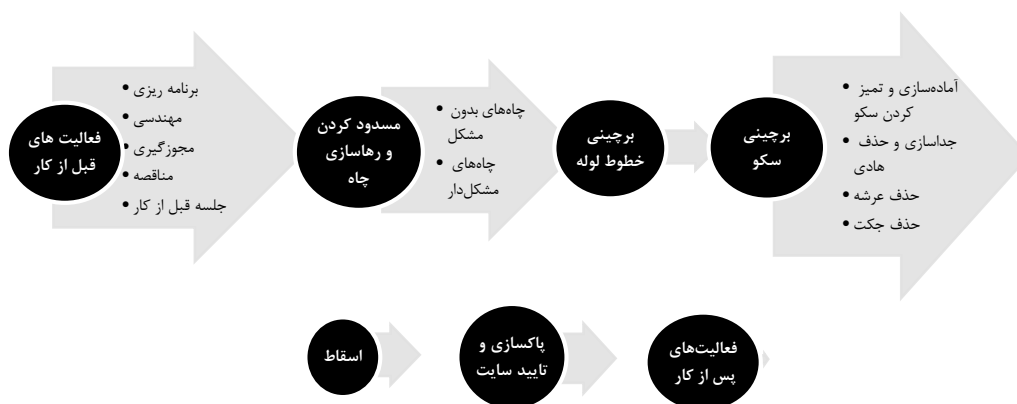 فعالیت های
قبل از کار
• برنامه ریزی
• مهندسی
• مجوزگیری
• مناقصه
• جلسه قبل از کار
مسدود کردن
و رهاسازی
چاه
• چاه‌های بدون
مشکل
• چاه‌های
مشکل‌دار
برچینی
خطوط لوله
برچینی
سکو
• آماده‌سازی و تمیز
کردن سکو
• جداسازی و حذف
هادی
• حذف عرشه
• حذف جکت
اسقاط
پاکسازی و
تایید سایت
فعالیت‌های
پس از کار